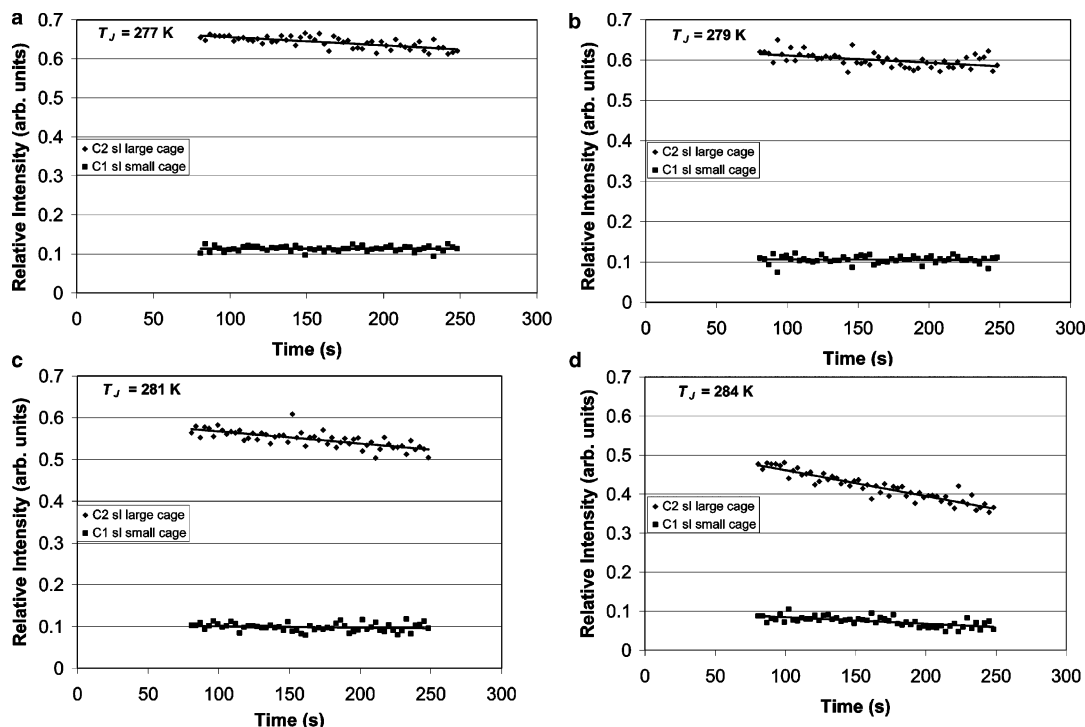 a
T_J = 277 K
Relative Intensity (arb. units)
0.7
0.6
0.5
0.4
0.3
0.2
0.1
0
C2 sI large cage
C1 sI small cage
0 50 100 150 200 250 300
Time (s)
b
T_J = 279 K
Relative Intensity (arb. units)
0.7
0.6
0.5
0.4
0.3
0.2
0.1
0
C2 sI large cage
C1 sI small cage
0 50 100 150 200 250 300
Time (s)
c
T_J = 281 K
Relative Intensity (arb. units)
0.7
0.6
0.5
0.4
0.3
0.2
0.1
0
C2 sI large cage
C1 sI small cage
0 50 100 150 200 250 300
Time (s)
d
T_J = 284 K
Relative Intensity (arb. units)
0.7
0.6
0.5
0.4
0.3
0.2
0.1
0
C2 sI large cage
C1 sI small cage
0 50 100 150 200 250 300
Time (s)